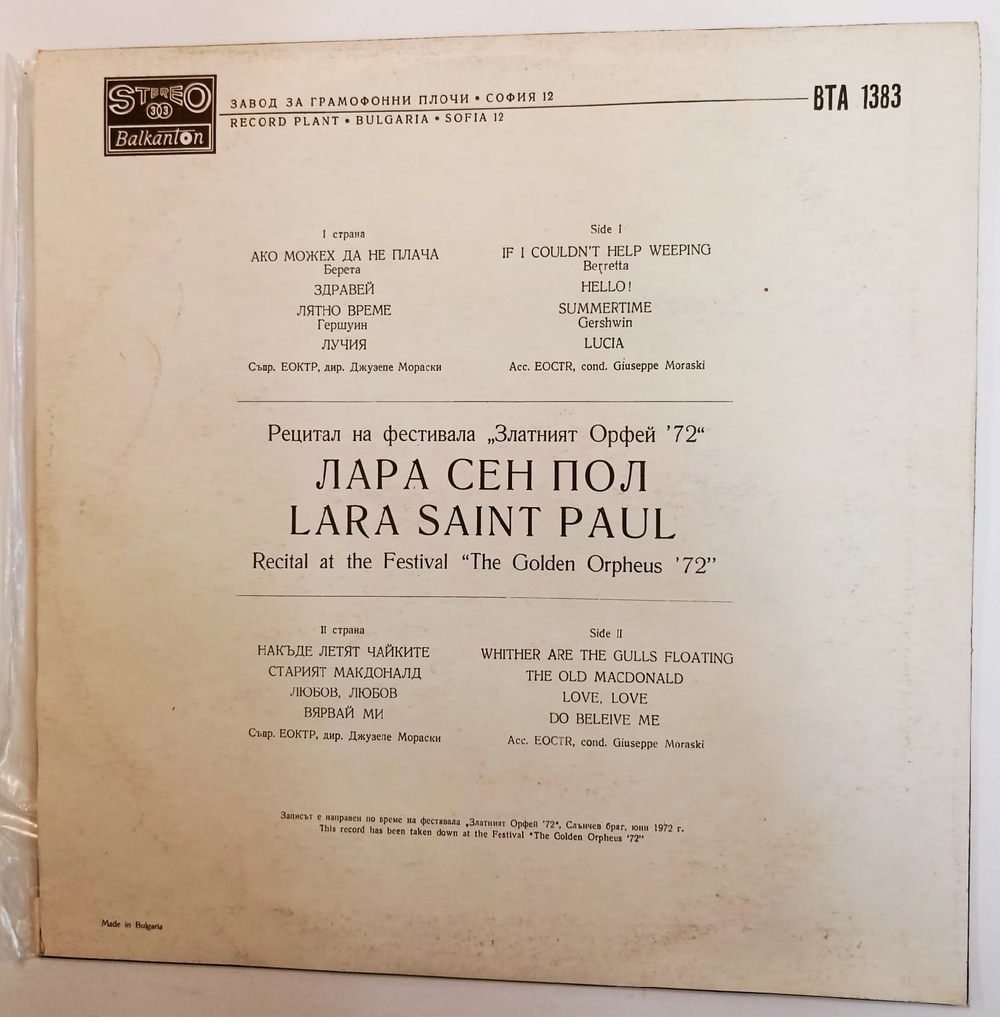 STEREO
303
Balkanton
ЗАВОД ЗА ГРАМОФОННИ ПЛОЧИ • СОФИЯ 12
RECORD PLANT • BULGARIA • SOFIA 12
ВТА 1383
I страна
АКО МОЖЕХ ДА НЕ ПЛАЧА
Берета
ЗДРАВЕЙ
ЛЯТНО ВРЕМЕ
Гершуин
ЛУЧИЯ
Съпр. ЕОКТР, дир. Джузепе Мораски
Side I
IF I COULDN'T HELP WEEPING
Berretta
HELLO!
SUMMERTIME
Gershwin
LUCIA
Acc. EOCTR, cond. Giuseppe Moraski
Рецитал на фестивала „Златният Орфей '72“
ЛАРА СЕН ПОЛ
LARA SAINT PAUL
Recital at the Festival “The Golden Orpheus '72”
II страна
НАКЪДЕ ЛЕТЯТ ЧАЙКИТЕ
СТАРИЯТ МАКДОНАЛД
ЛЮБОВ, ЛЮБОВ
ВЯРВАЙ МИ
Съпр. ЕОКТР, дир. Джузепе Мораски
Side II
WHITHER ARE THE GULLS FLOATING
THE OLD MACDONALD
LOVE, LOVE
DO BELEIVE ME
Acc. EOCTR, cond. Giuseppe Moraski
Записът е направен по време на фестивала „Златният Орфей '72“, Слънчев бряг, юни 1972 г.
This record has been taken down at the Festival “The Golden Orpheus '72”
Made in Bulgaria